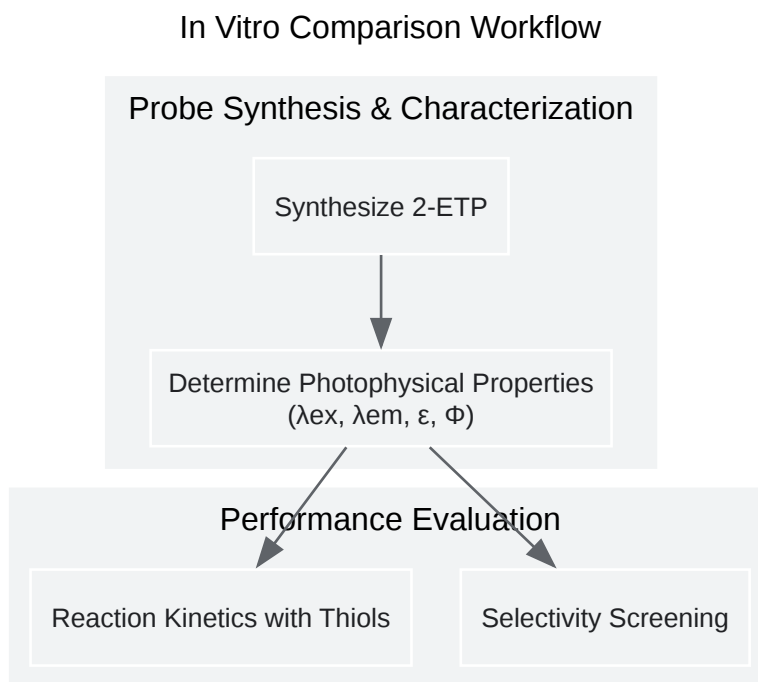 In Vitro Comparison Workflow
Probe Synthesis & Characterization
Synthesize 2-ETP
Determine Photophysical Properties
(λex, λem, ε, Φ)
Performance Evaluation
Reaction Kinetics with Thiols
Selectivity Screening